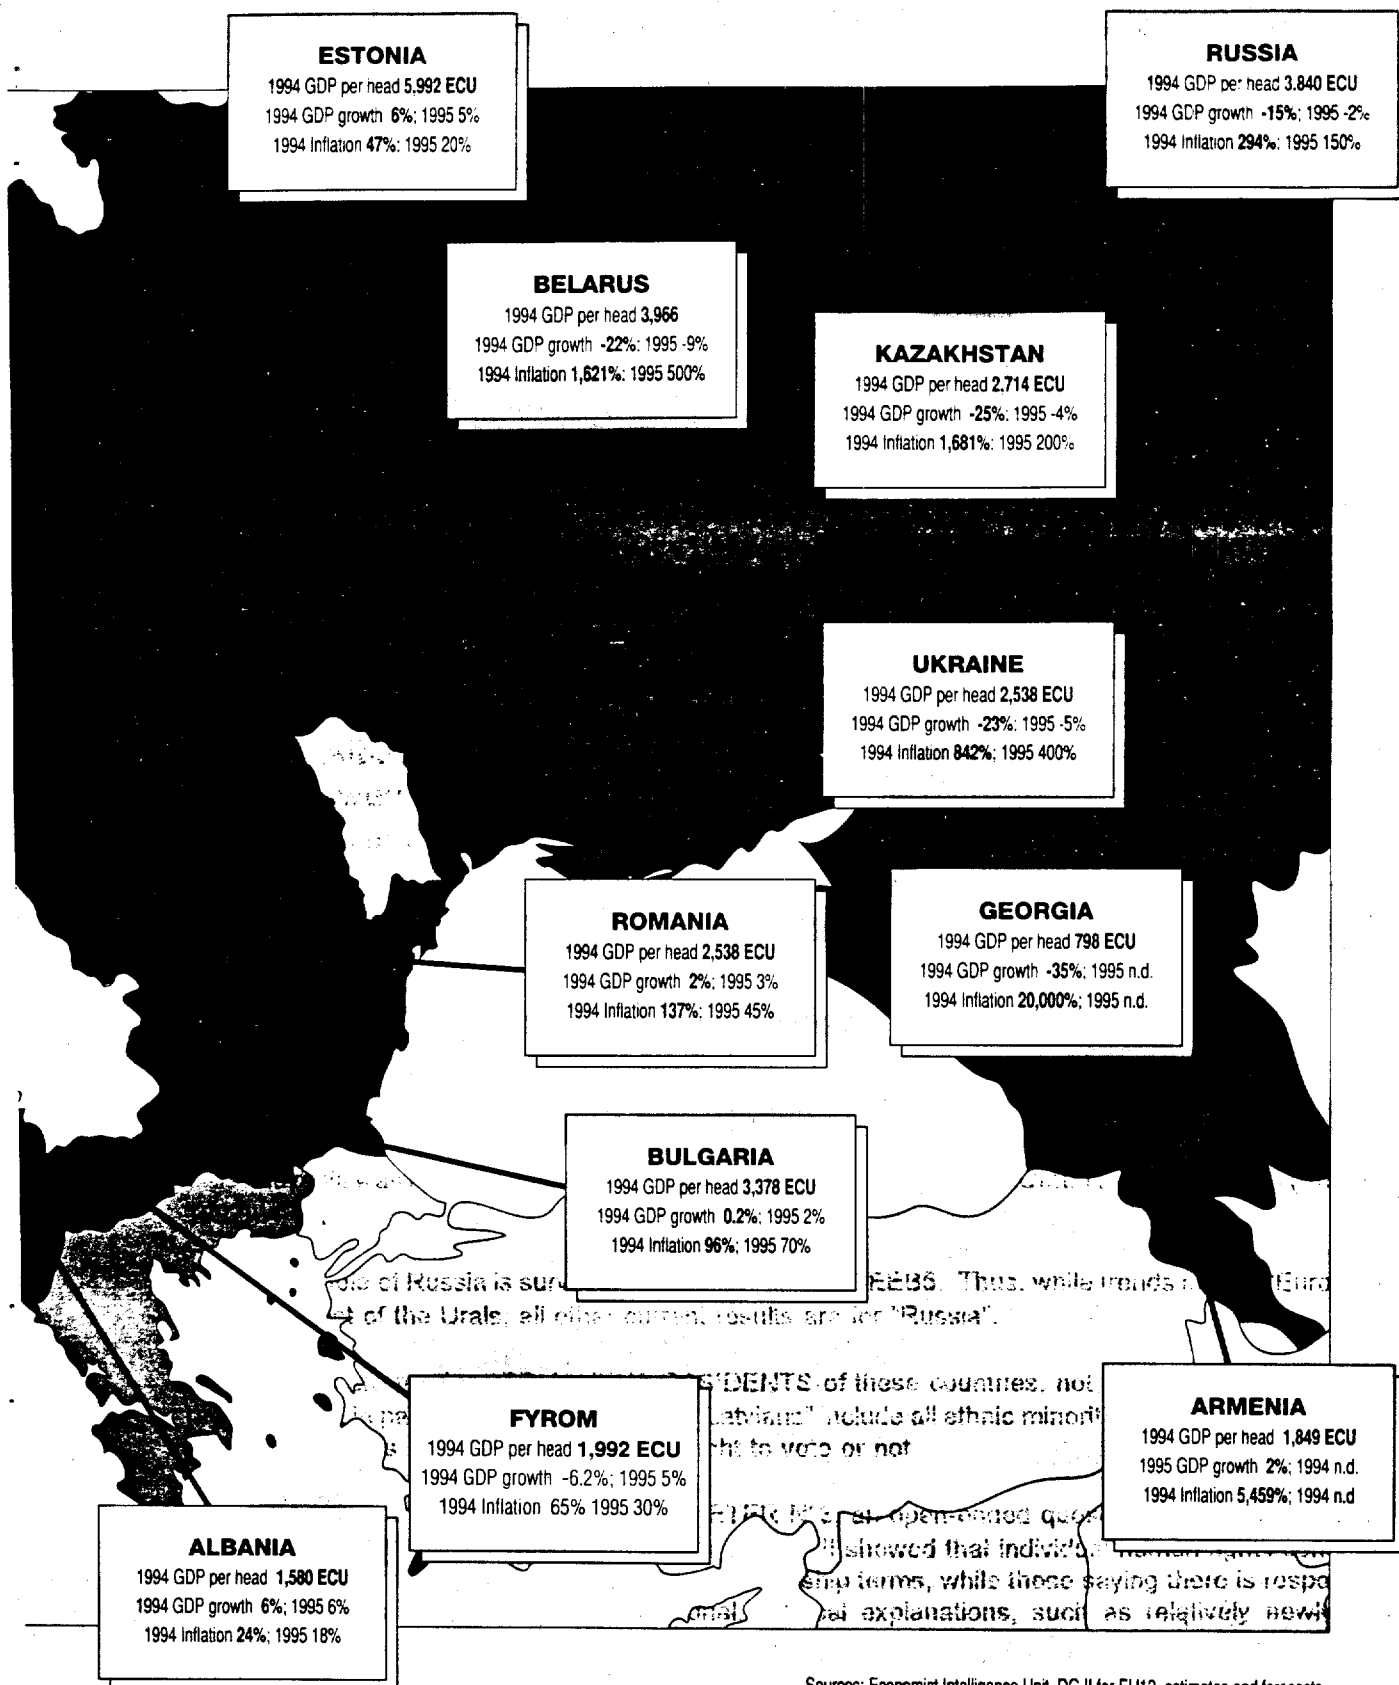 ESTONIA
1994 GDP per head 5,992 ECU
1994 GDP growth 6%; 1995 5%
1994 Inflation 47%: 1995 20%
RUSSIA
1994 GDP per head 3.840 ECU
1994 GDP growth -15%; 1995 -2%
1994 Inflation 294%; 1995 150%
BELARUS
1994 GDP per head 3,966
1994 GDP growth -22%: 1995 -9%
1994 Inflation 1,621%: 1995 500%
KAZAKHSTAN
1994 GDP per head 2.714 ECU
1994 GDP growth -25%: 1995 -4%
1994 Inflation 1,681%: 1995 200%
UKRAINE
1994 GDP per head 2,538 ECU
1994 GDP growth -23%: 1995 -5%
1994 Inflation 842%; 1995 400%
ROMANIA
1994 GDP per head 2,538 ECU
1994 GDP growth 2%; 1995 3%
1994 Inflation 137%; 1995 45%
GEORGIA
1994 GDP per head 798 ECU
1994 GDP growth -35%; 1995 n.d.
1994 Inflation 20,000%; 1995 n.d.
BULGARIA
1994 GDP per head 3,378 ECU
1994 GDP growth 0.2%; 1995 2%
1994 Inflation 96%; 1995 70%
of Russia is EEB5. Thus, while trends
of the Urals, all other current results are for "Russia".
of these countries, not
include all ethnic
to vote or not
FYROM
1994 GDP per head 1,992 ECU
1994 GDP growth -6.2%; 1995 5%
1994 Inflation 65% 1995 30%
ARMENIA
1994 GDP per head 1,849 ECU
1995 GDP growth 2%; 1994 n.d.
1994 Inflation 5,459%; 1994 n.d
an open-ended
showed that
terms, while those saying there is
explanations, such as relatively
ALBANIA
1994 GDP per head 1,580 ECU
1994 GDP growth 6%; 1995 6%
1994 Inflation 24%; 1995 18%
Sources: Economist Intelligence Unit, DG II for EU12, estimates and forecasts